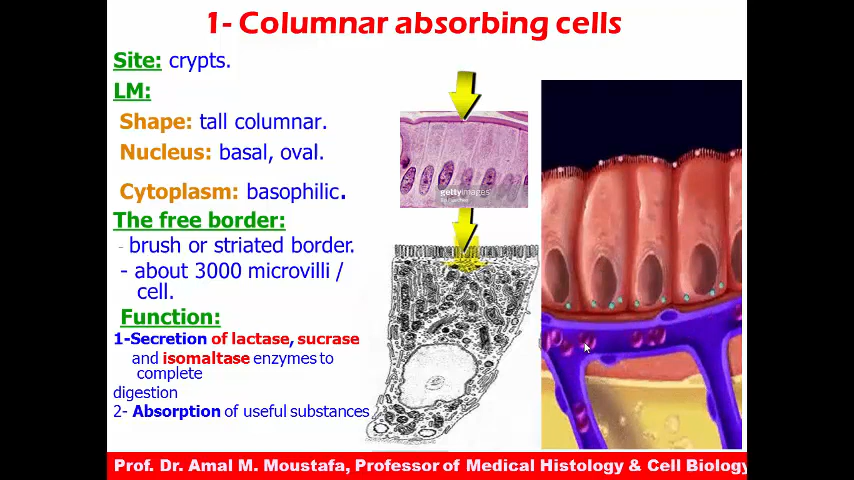 1- Columnar absorbing cells
Site: crypts.
LM:
Shape: tall columnar.
Nucleus: basal, oval.
Cytoplasm: basophilic.
The free border:
- brush or striated border.
- about 3000 microvilli /
cell.
Function:
1-Secretion of lactase, sucrase
and isomaltase enzymes to
complete
digestion
2- Absorption of useful substances
gettyimages
Prof. Dr. Amal M. Moustafa, Professor of Medical Histology & Cell Biology